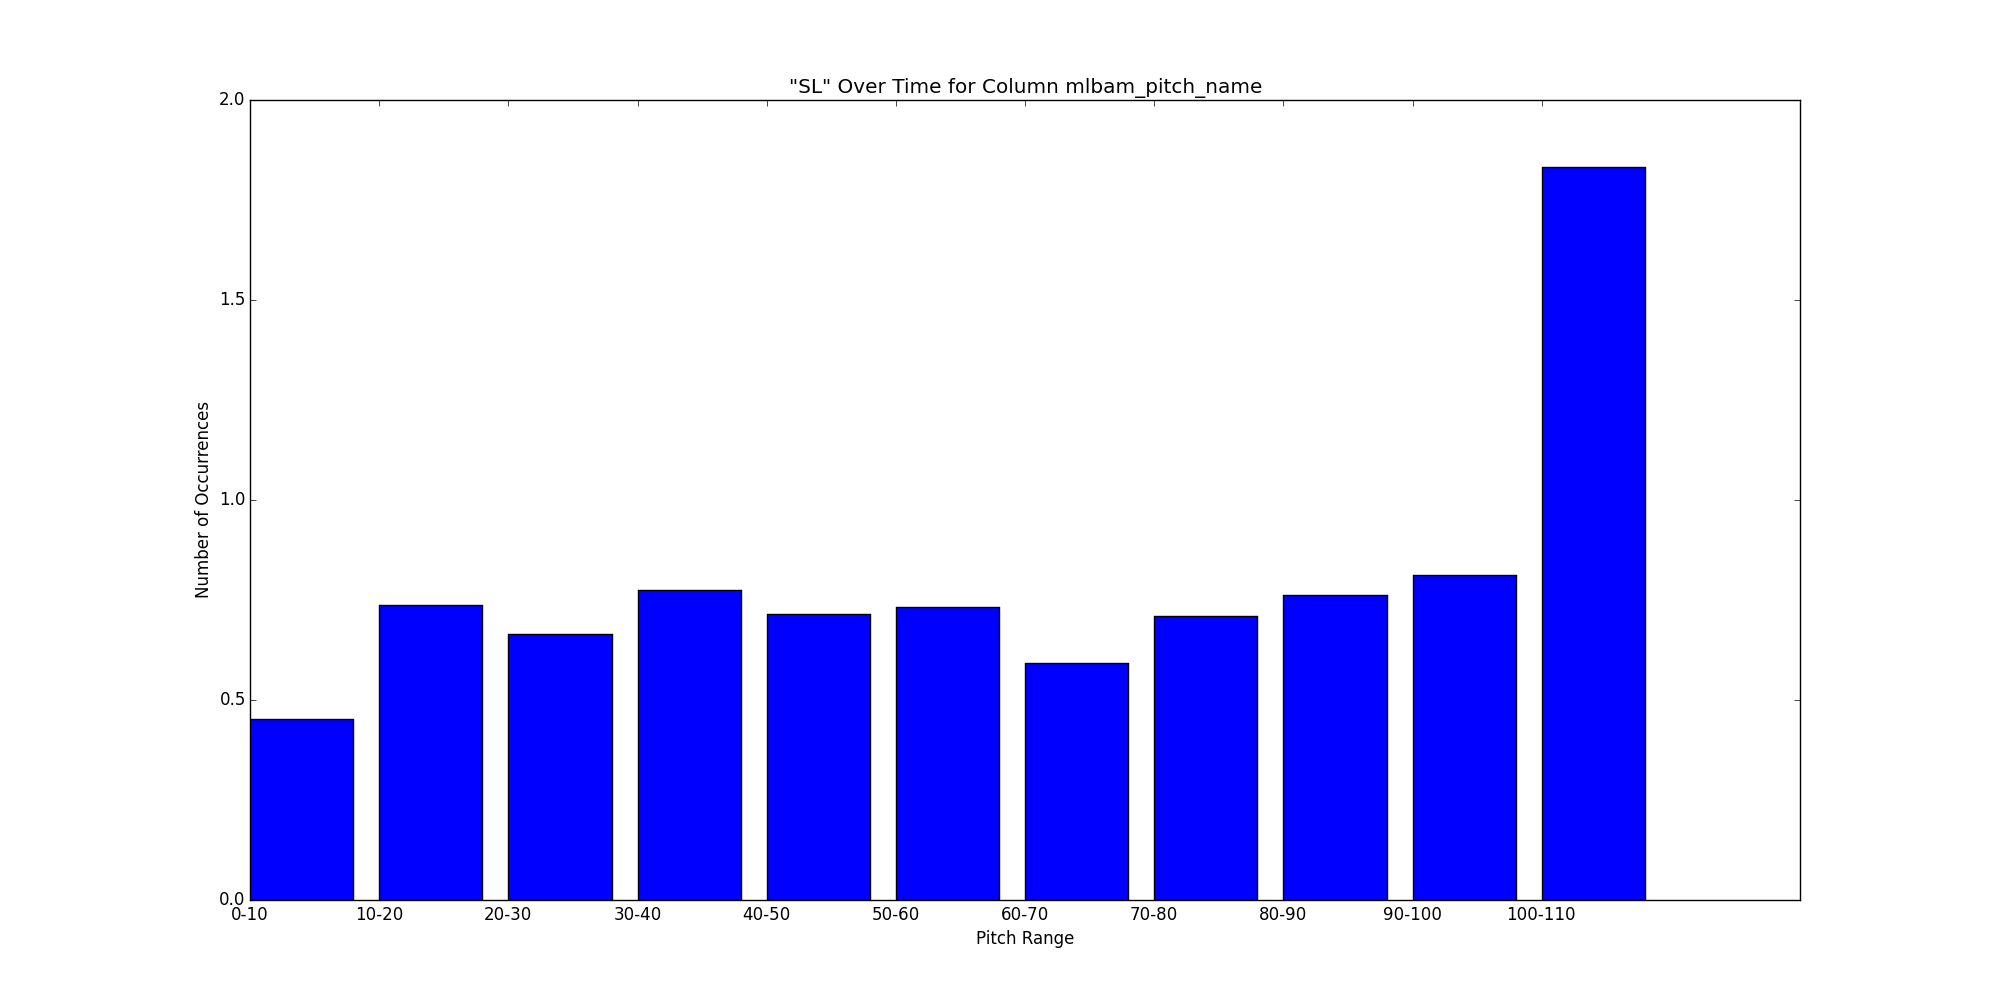 "SL" Over Time for Column mlbam_pitch_name
2.0
1.5
1.0
0.5
0.0
Number of Occurrences
0-10 10-20 20-30 30-40 40-50 50-60 60-70 70-80 80-90 90-100 100-110
Pitch Range